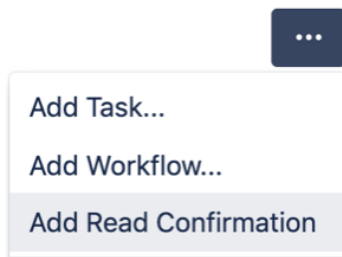 ...
Add Task...
Add Workflow...
Add Read Confirmation